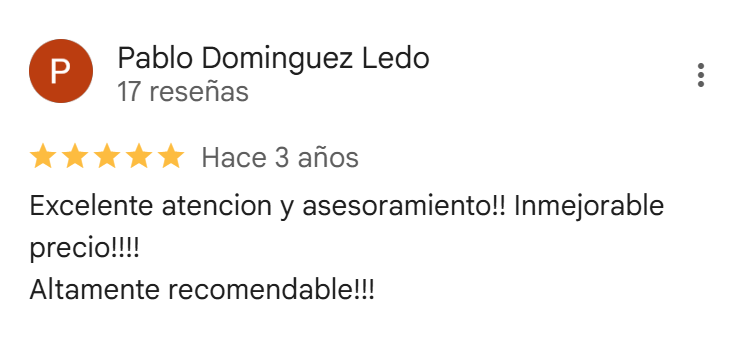 P
Pablo Dominguez Ledo
17 reseñas
Hace 3 años
Excelente atencion y asesoramiento!! Inmejorable
precio!!!!
Altamente recomendable!!!